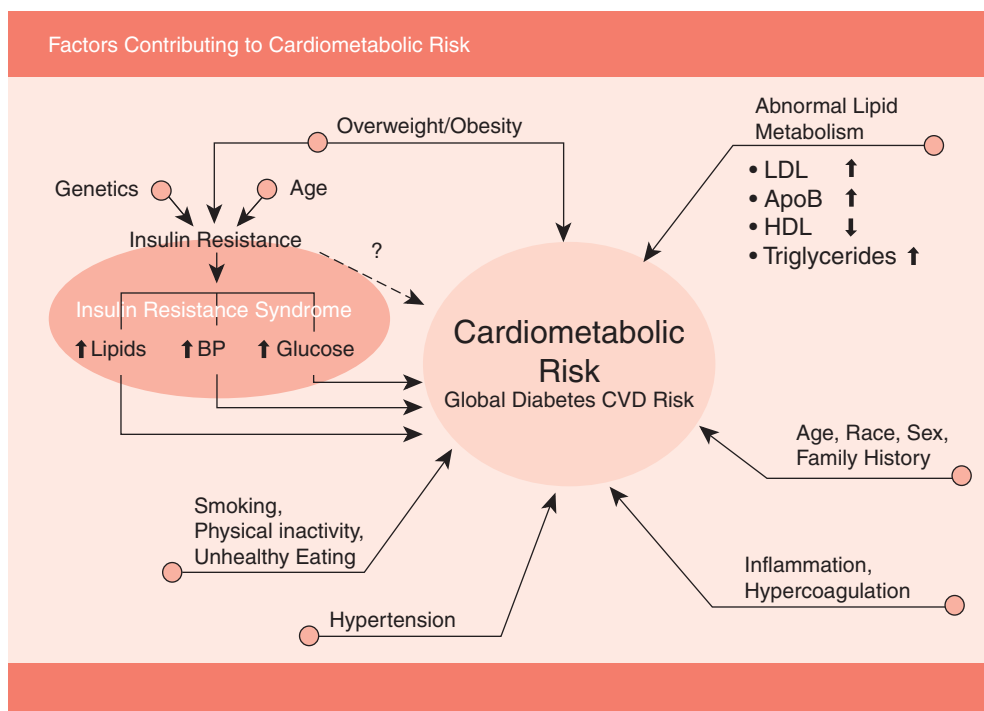 Factors Contributing to Cardiometabolic Risk
Overweight/Obesity
Abnormal Lipid
Metabolism
• LDL ⬆
• ApoB ⬆
• HDL ⬇
• Triglycerides ⬆
Genetics
Age
Insulin Resistance
?
Insulin Resistance Syndrome
⬆ Lipids ⬆ BP ⬆ Glucose
Cardiometabolic
Risk
Global Diabetes CVD Risk
Age, Race, Sex,
Family History
Smoking,
Physical inactivity,
Unhealthy Eating
Inflammation,
Hypercoagulation
Hypertension